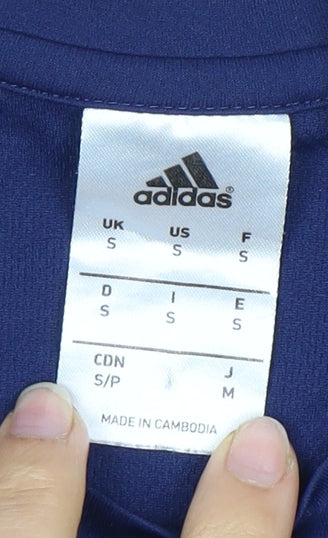 adidas®
UK US F
S S S
D I E
S S S
CDN J
S/P M
MADE IN CAMBODIA